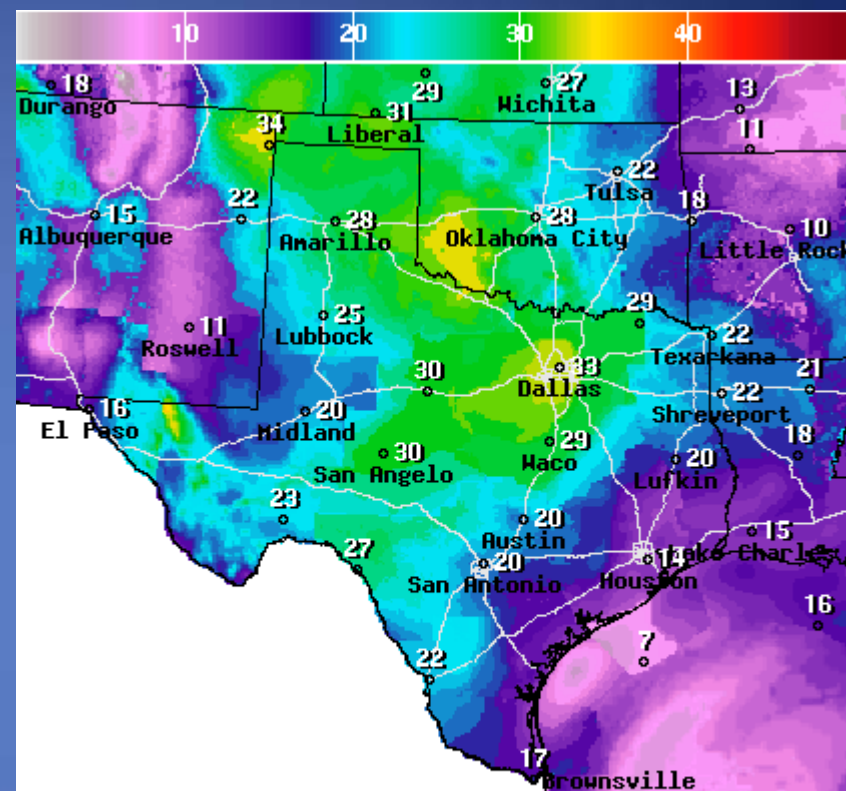 10 20 30 40
18 29 27 13
Durango Wichita
31
Liberal
34 11
22
Tulsa
15 22 28 28 18 10
Albuquerque Amarillo Oklahoma City Little Rock
11 25 29
Roswell Lubbock 22
Texarkana
33
Dallas
16 20 30 22 21
El Paso Midland Shreveport
30 29 20 18
San Angelo Waco Lufkin
23 20 15
Austin Lake Charles
27 20 14
San Antonio Houston
16
7
22
17
Brownsville